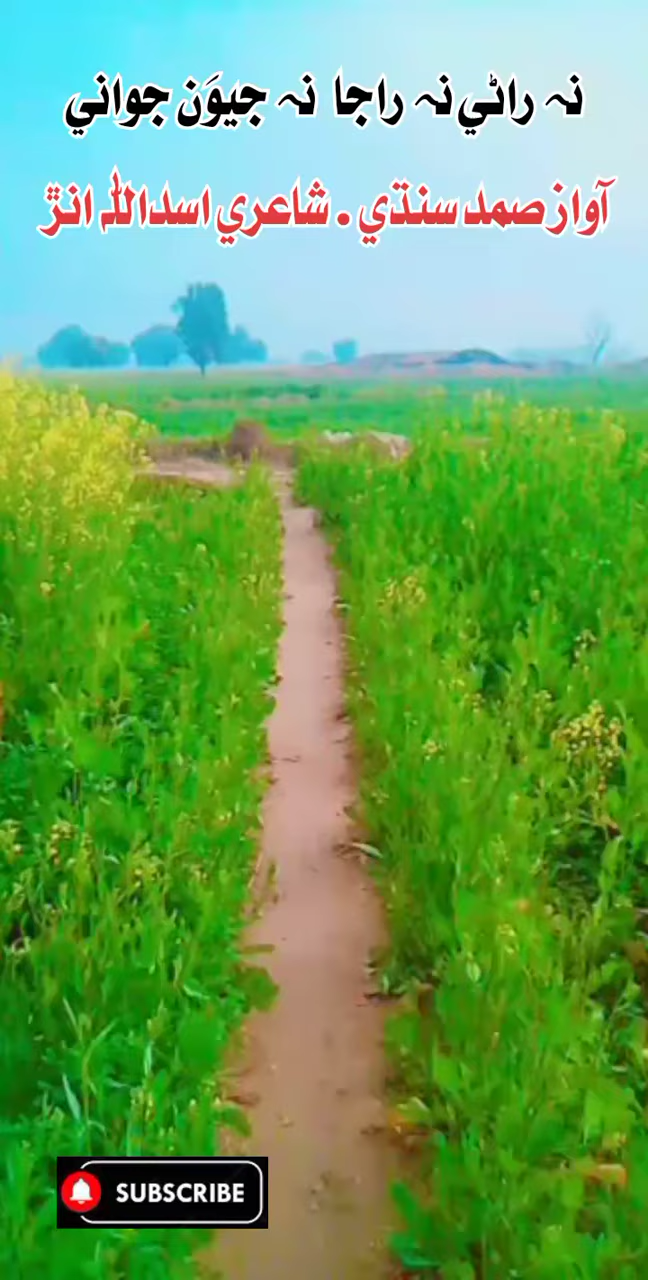 نہ راڻي نہ راجا نہ جيوَن جواني
آواز صمد سنڌي . شاعري اسدالله انڙ
SUBSCRIBE